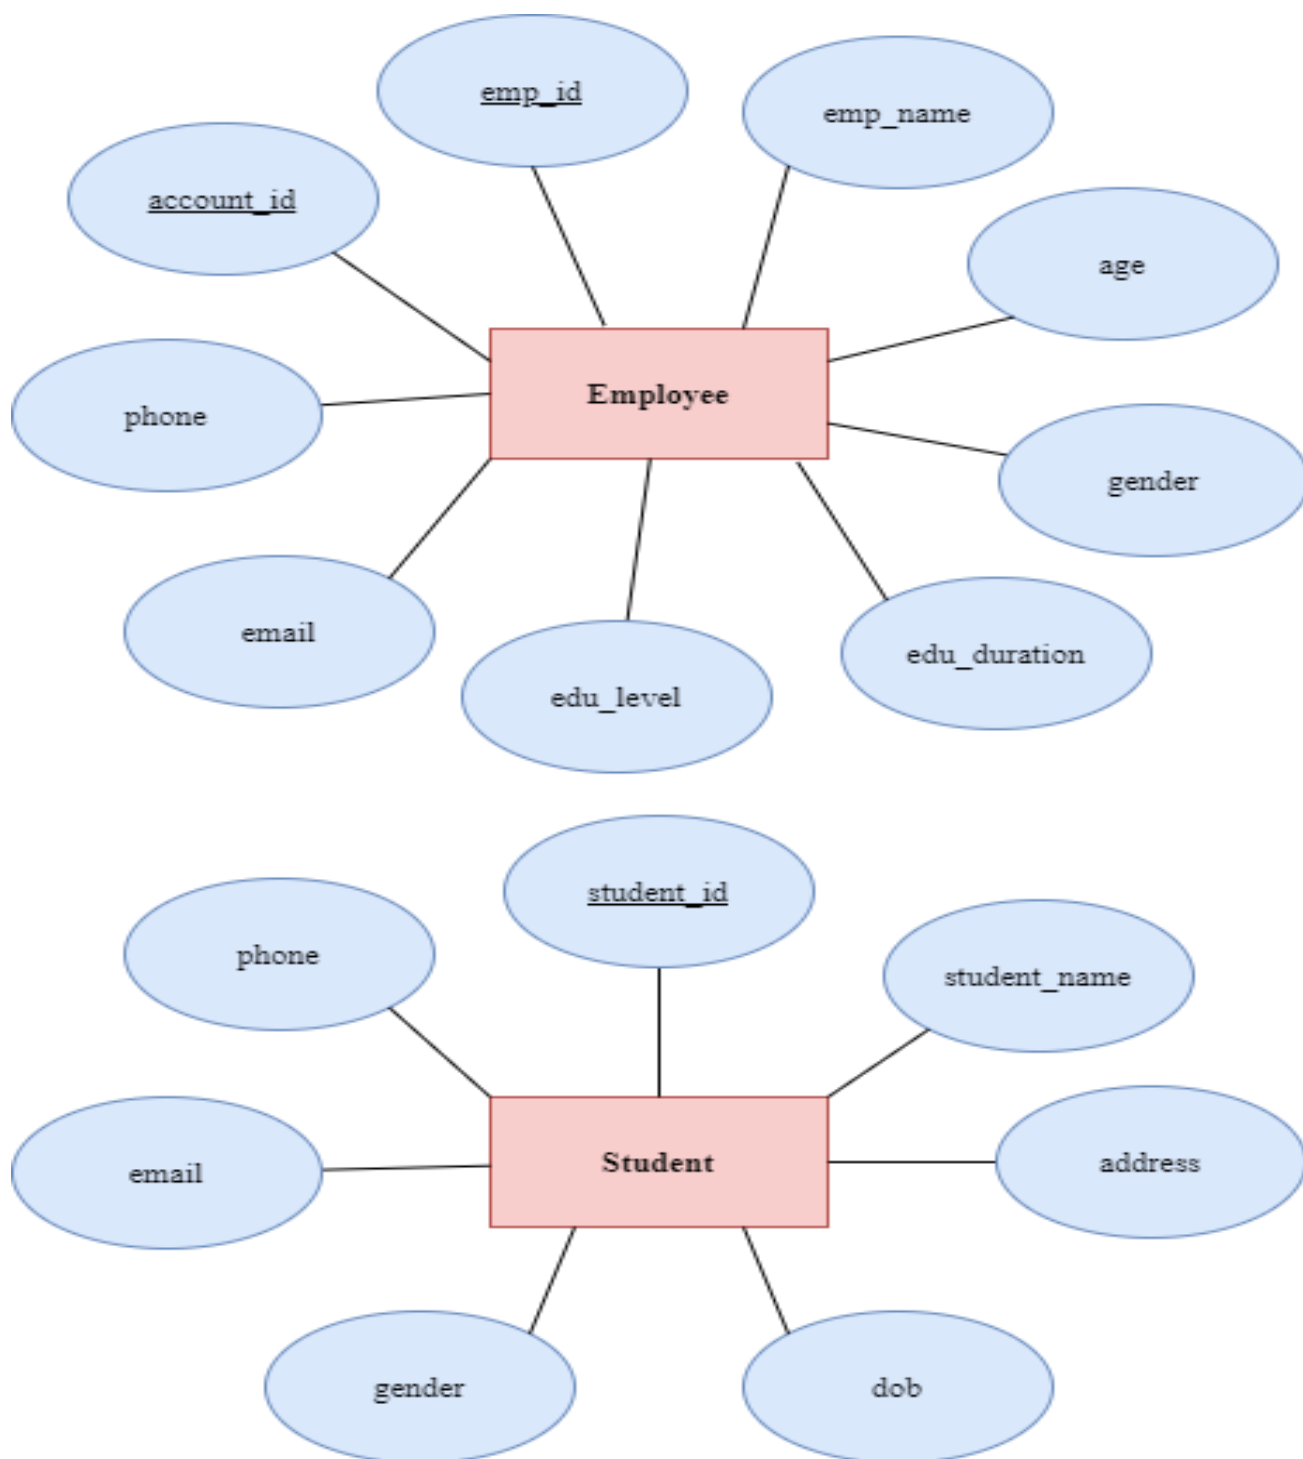 emp_id
emp_name
account_id
age
Employee
phone
gender
email
edu_duration
edu_level
student_id
phone
student_name
Student
email
address
gender
dob